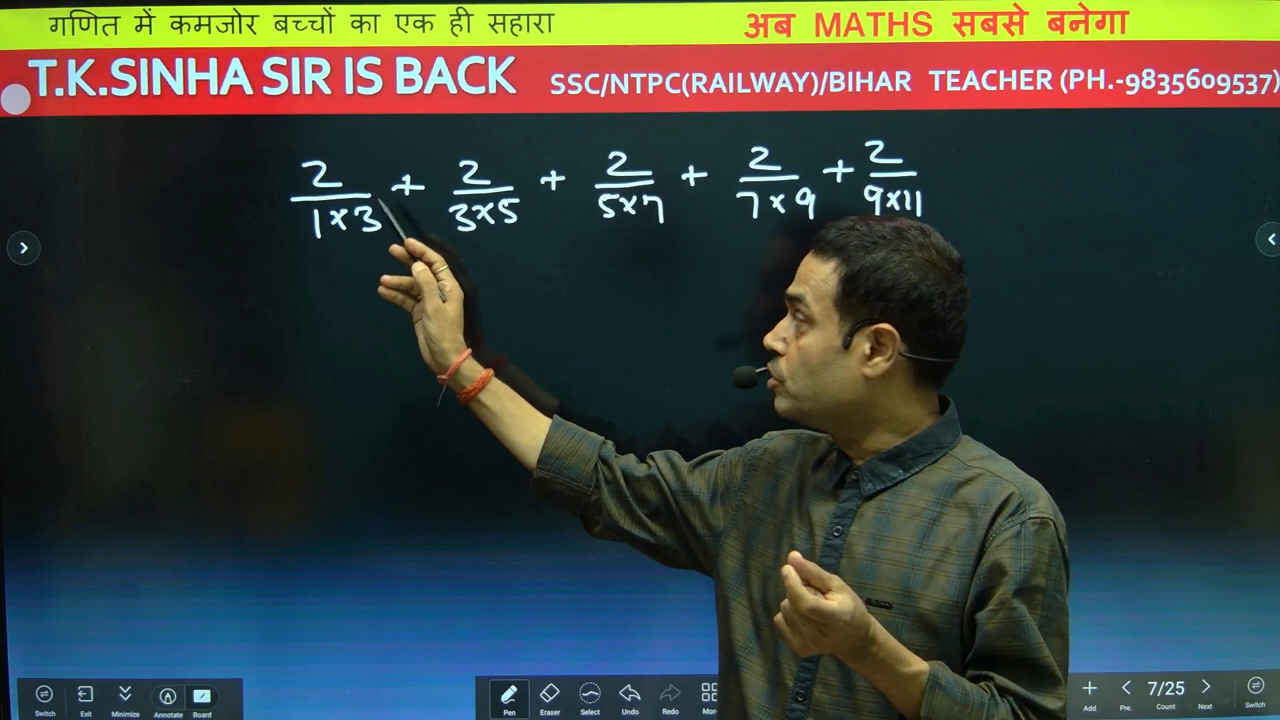 गणित में कमजोर बच्चों का एक ही सहारा अब MATHS सबसे बनेगा
T.K.SINHA SIR IS BACK SSC/NTPC(RAILWAY)/BIHAR TEACHER (PH.-9835609537)
2/1×3 + 2/3×5 + 2/5×7 + 2/7×9 + 2/9×11
Switch Exit Minimize Annotate Board Pen Eraser Select Undo Redo Mor Add Pre. 7/25 Count Next Switch